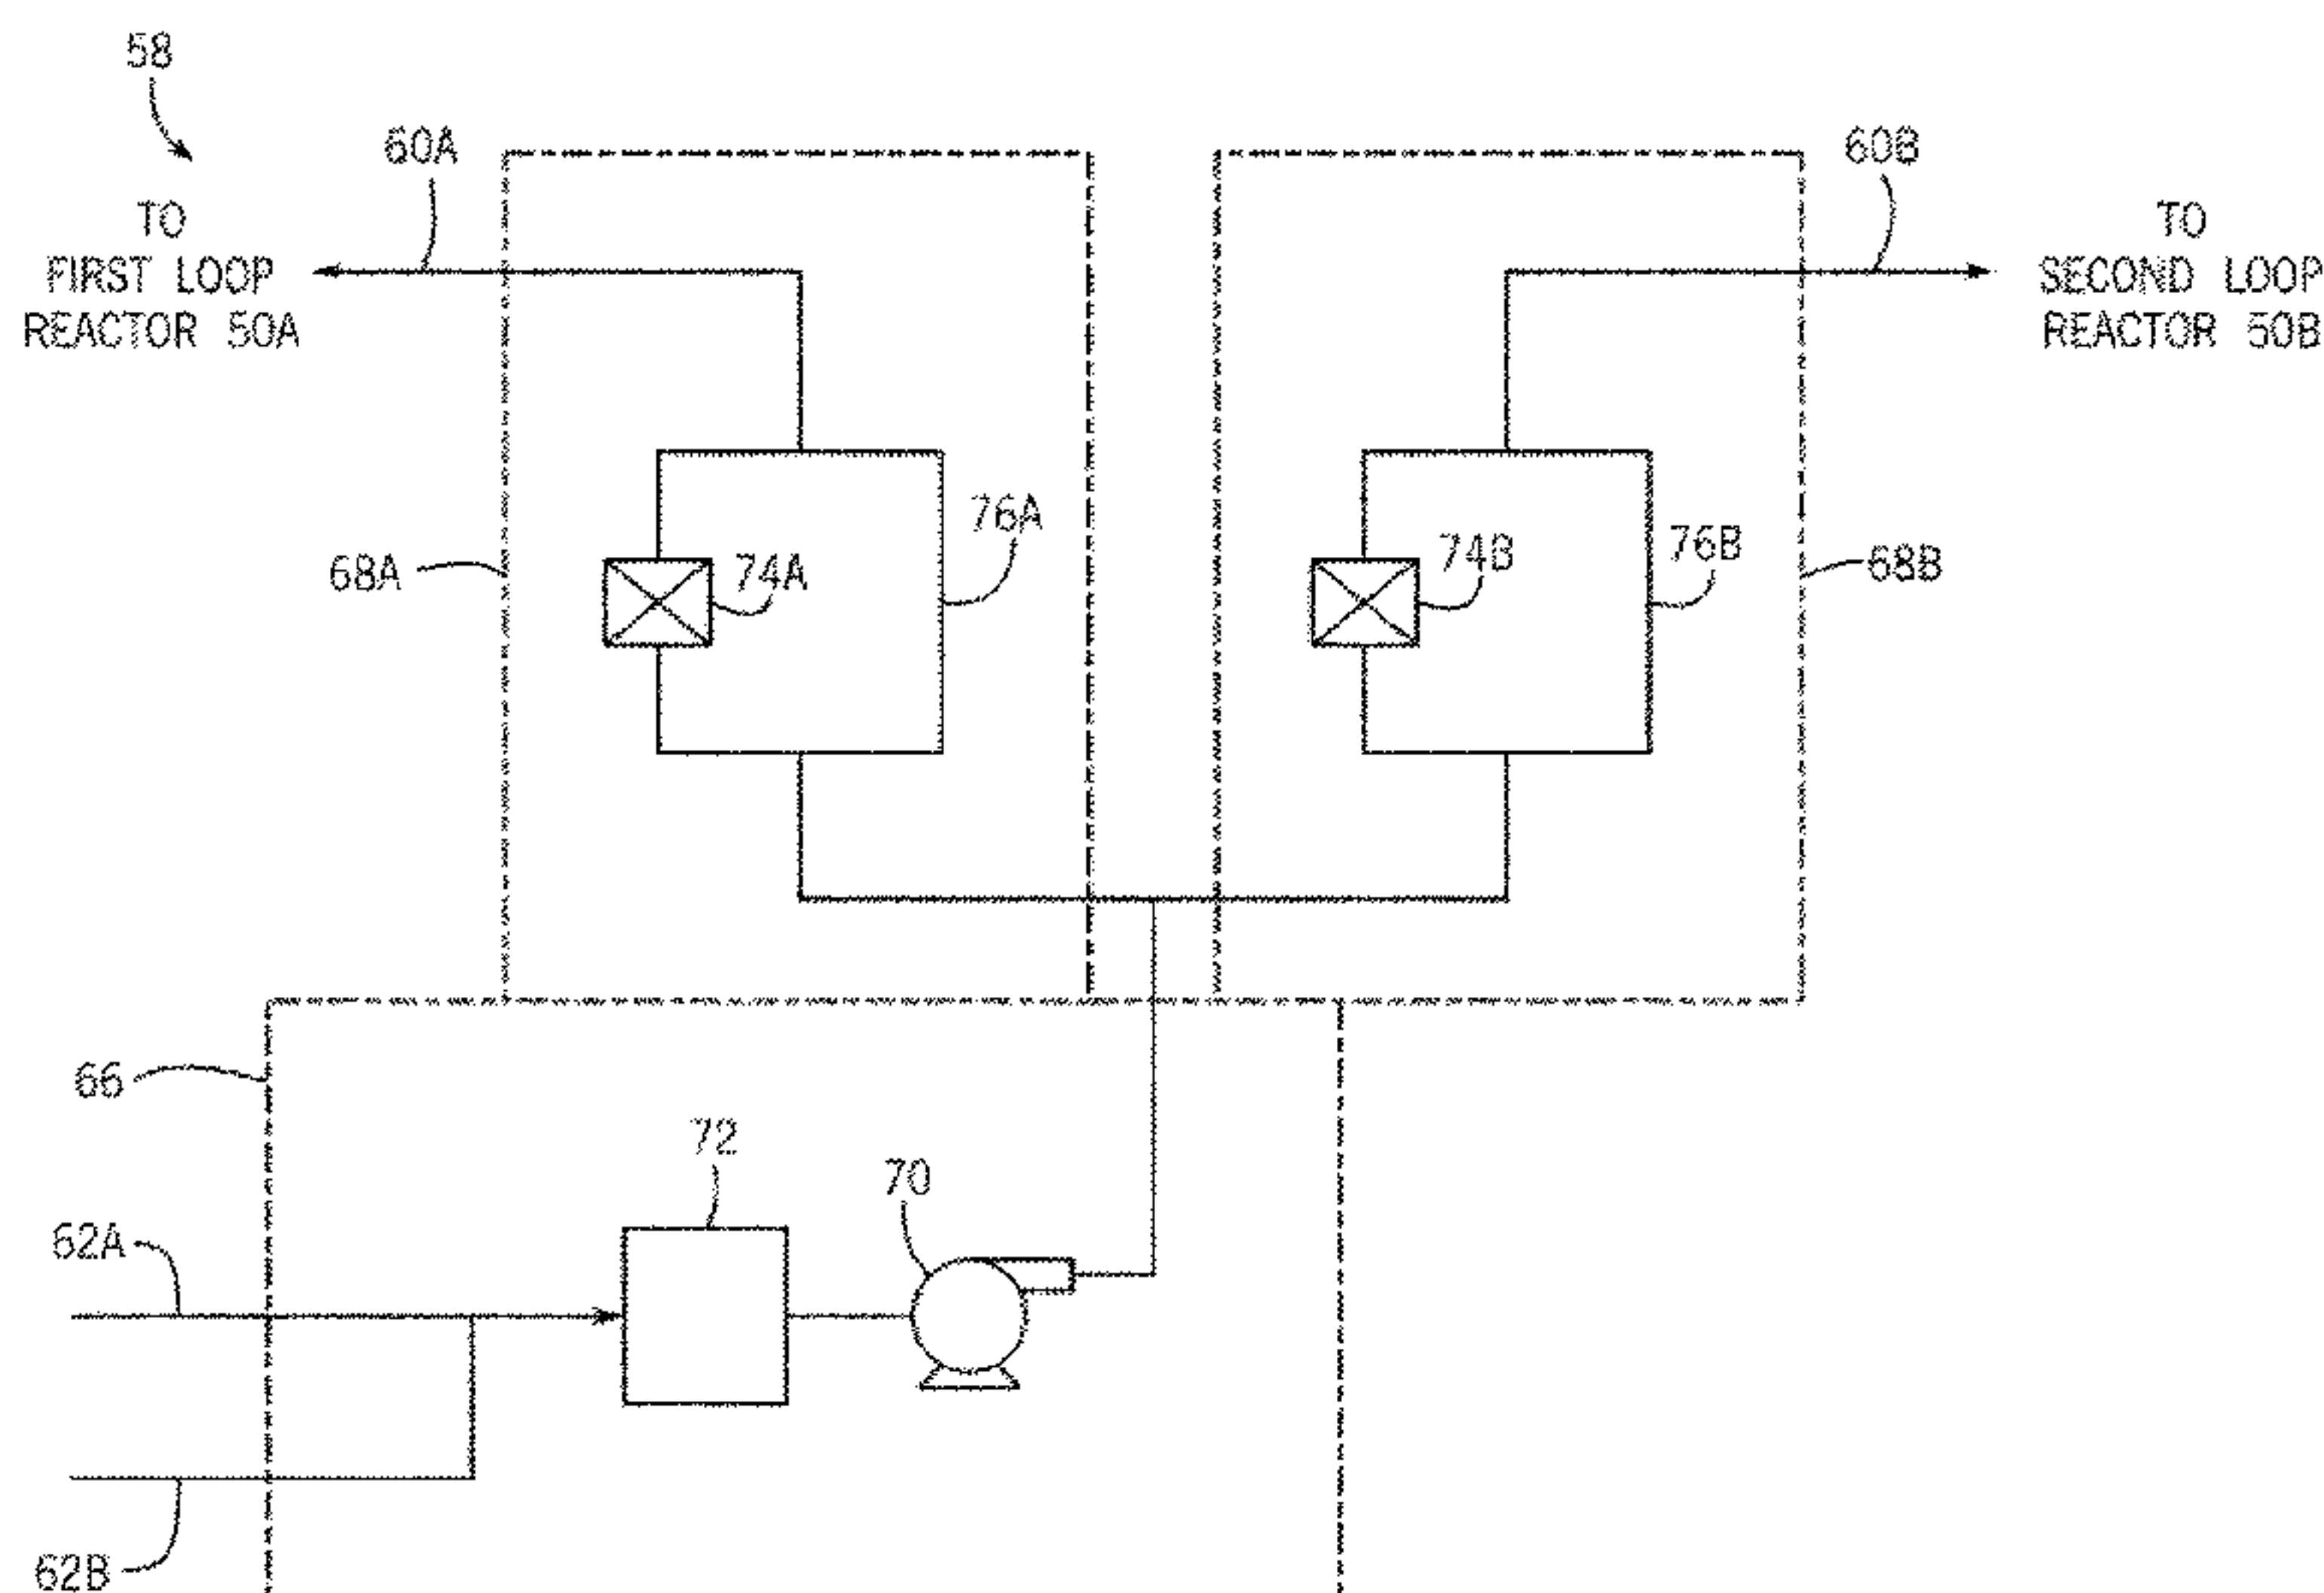 58
60A
60B
TO
FIRST LOOP
REACTOR 50A
TO
SECOND LOOP
REACTOR 50B
76A
76B
68A
74A
74B
68B
66
72
70
62A
62B